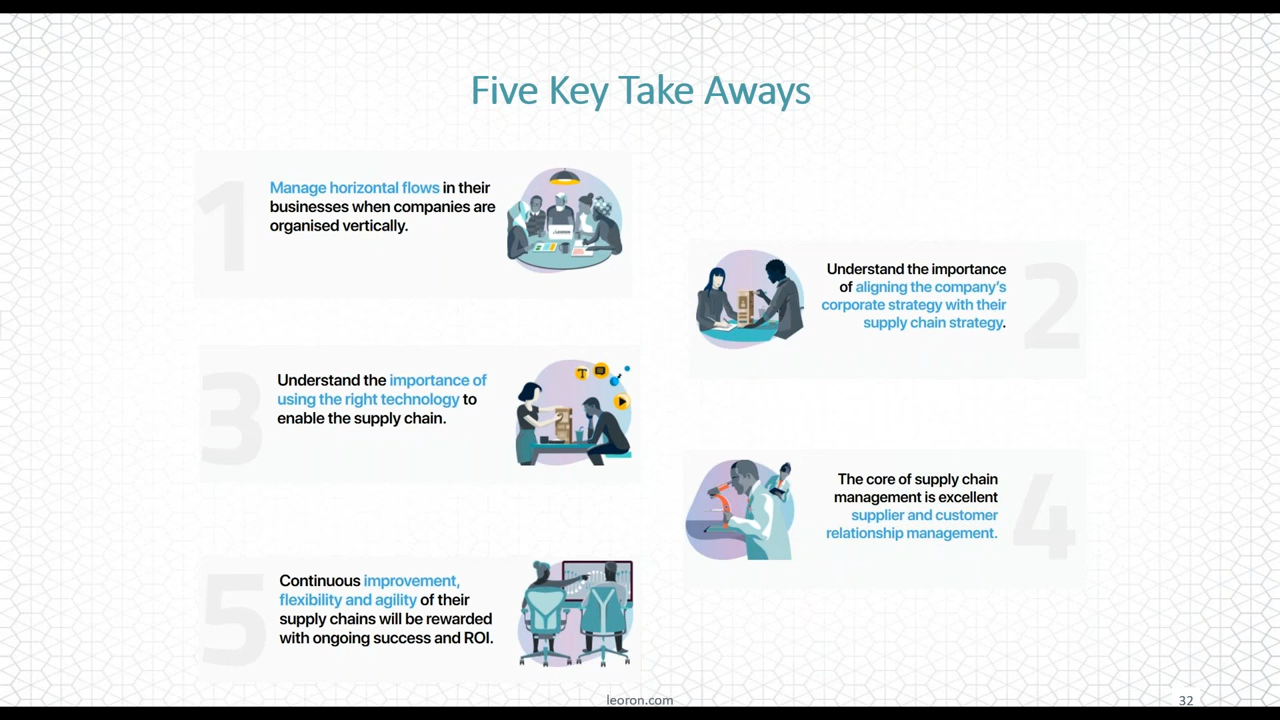 Five Key Take Aways
1
Manage horizontal flows in their
businesses when companies are
organised vertically.
2
Understand the importance
of aligning the company's
corporate strategy with their
supply chain strategy.
3
Understand the importance of
using the right technology to
enable the supply chain.
T
4
The core of supply chain
management is excellent
supplier and customer
relationship management.
5
Continuous improvement,
flexibility and agility of their
supply chains will be rewarded
with ongoing success and ROI.
leoron.com
32